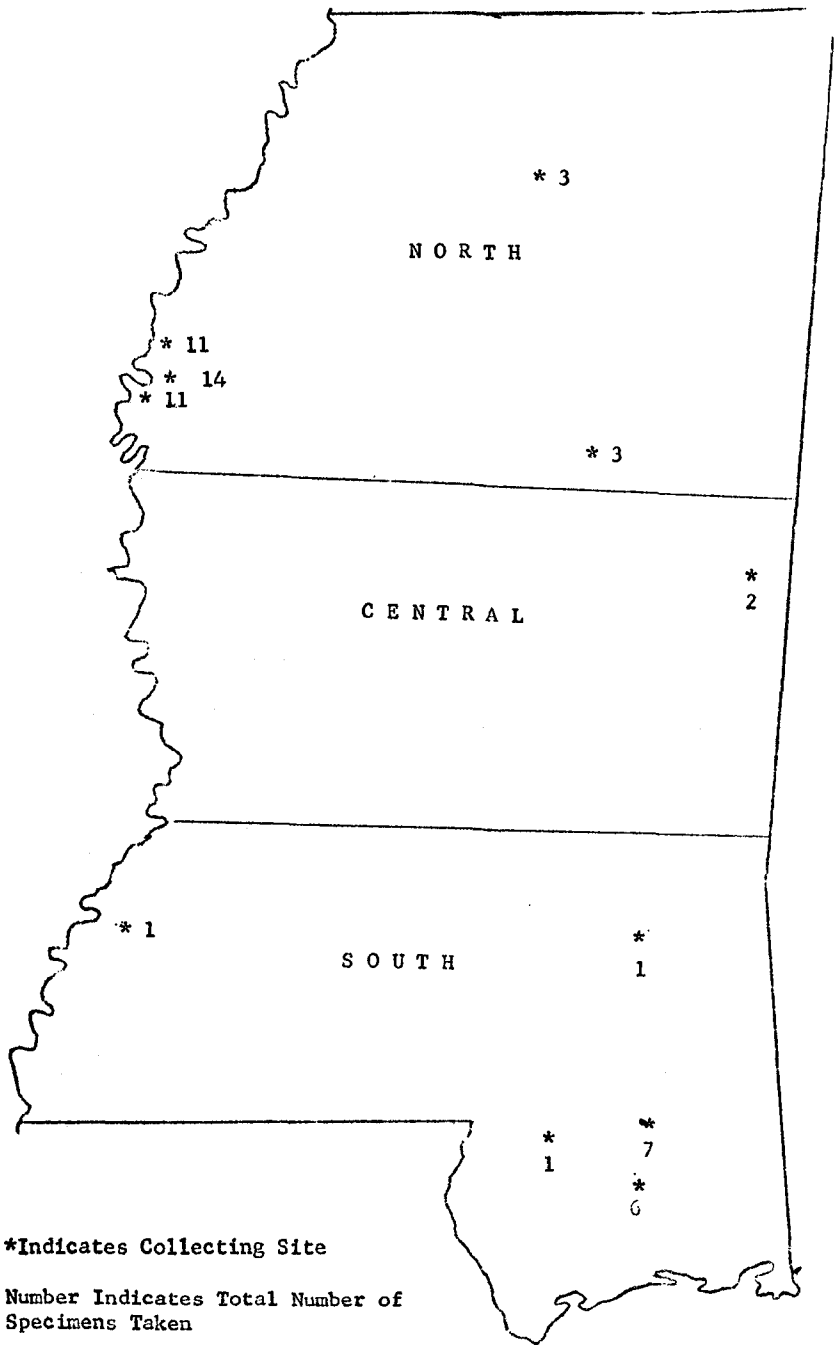 * 3
N O R T H
* 11
* 14
* 11
* 3
*
2
C E N T R A L
* 1
*
1
S O U T H
*
1
*
7
*
*Indicates Collecting Site
Number Indicates Total Number of
Specimens Taken